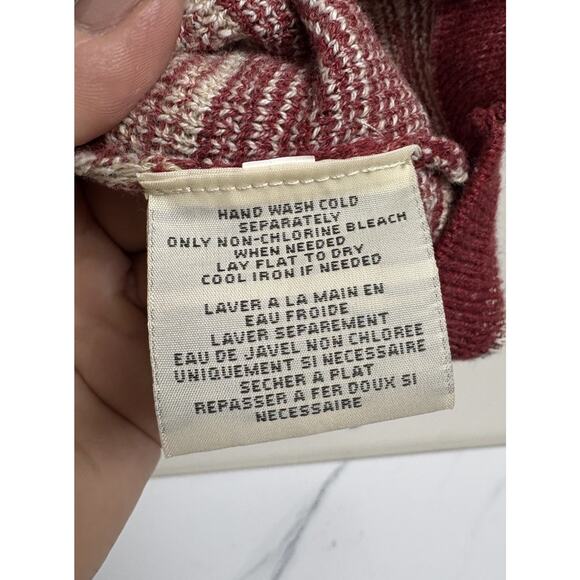 HAND WASH COLD
SEPARATELY
ONLY NON-CHLORINE BLEACH
WHEN NEEDED
LAY FLAT TO DRY
COOL IRON IF NEEDED
LAVER A LA MAIN EN
EAU FROIDE
LAVER SEPAREMENT
EAU DE JAVEL NON CHLOREE
UNIQUEMENT SI NECESSAIRE
SECHER A PLAT
REPASSER A FER DOUX SI
NECESSAIRE